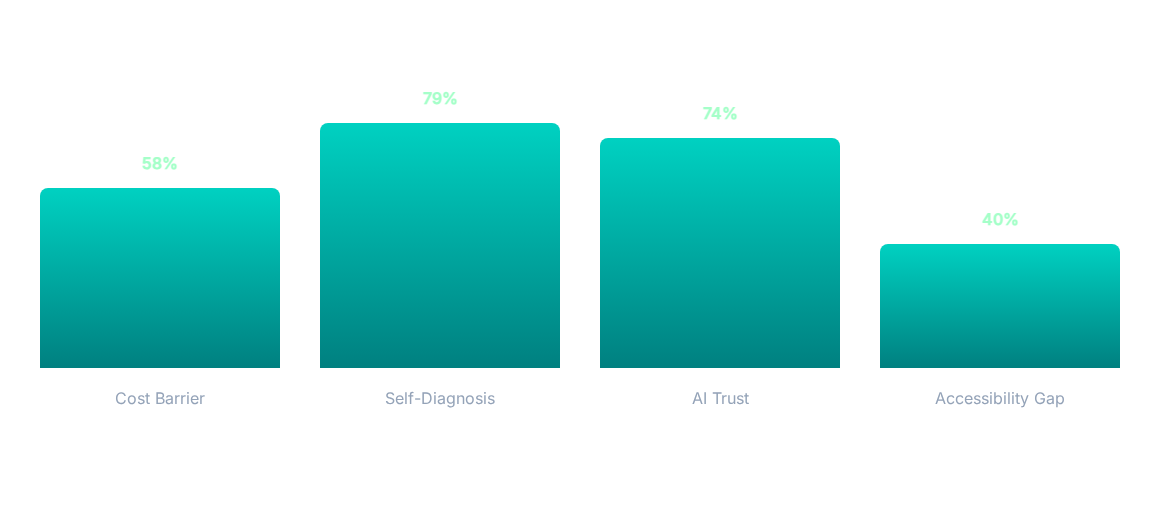 58%
79%
74%
40%
Cost Barrier
Self-Diagnosis
AI Trust
Accessibility Gap